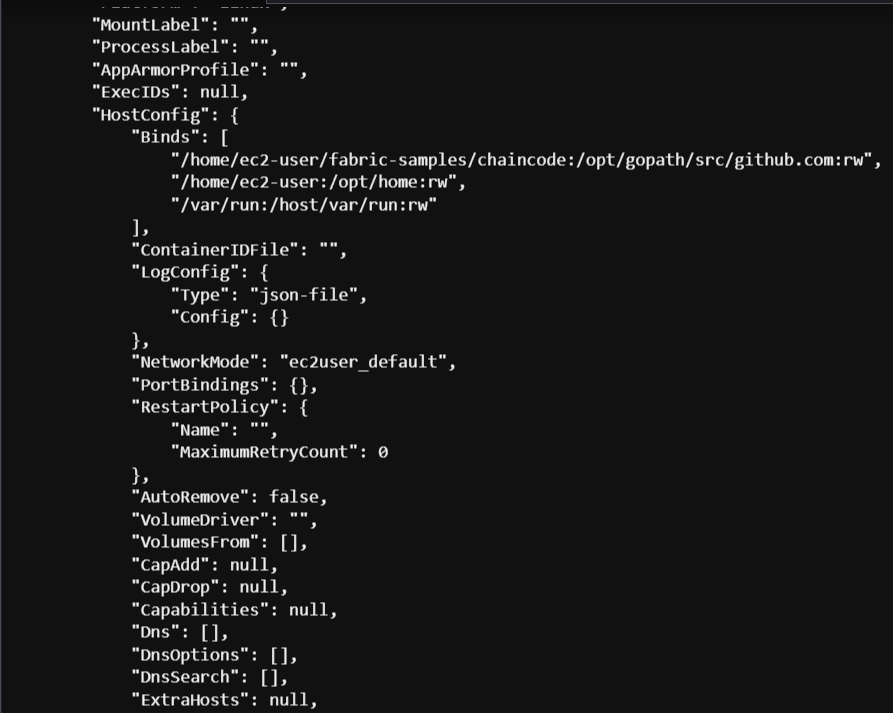 "MountLabel": "",
"ProcessLabel": "",
"AppArmorProfile": "",
"ExecIDs": null,
"HostConfig": {
"Binds": [
"/home/ec2-user/fabric-samples/chaincode:/opt/gopath/src/github.com:rw",
"/home/ec2-user:/opt/home:rw",
"/var/run:/host/var/run:rw"
],
"ContainerIDFile": "",
"LogConfig": {
"Type": "json-file",
"Config": {}
},
"NetworkMode": "ec2user_default",
"PortBindings": {},
"RestartPolicy": {
"Name": "",
"MaximumRetryCount": 0
},
"AutoRemove": false,
"VolumeDriver": "",
"VolumesFrom": [],
"CapAdd": null,
"CapDrop": null,
"Capabilities": null,
"Dns": [],
"DnsOptions": [],
"DnsSearch": [],
"ExtraHosts": null,